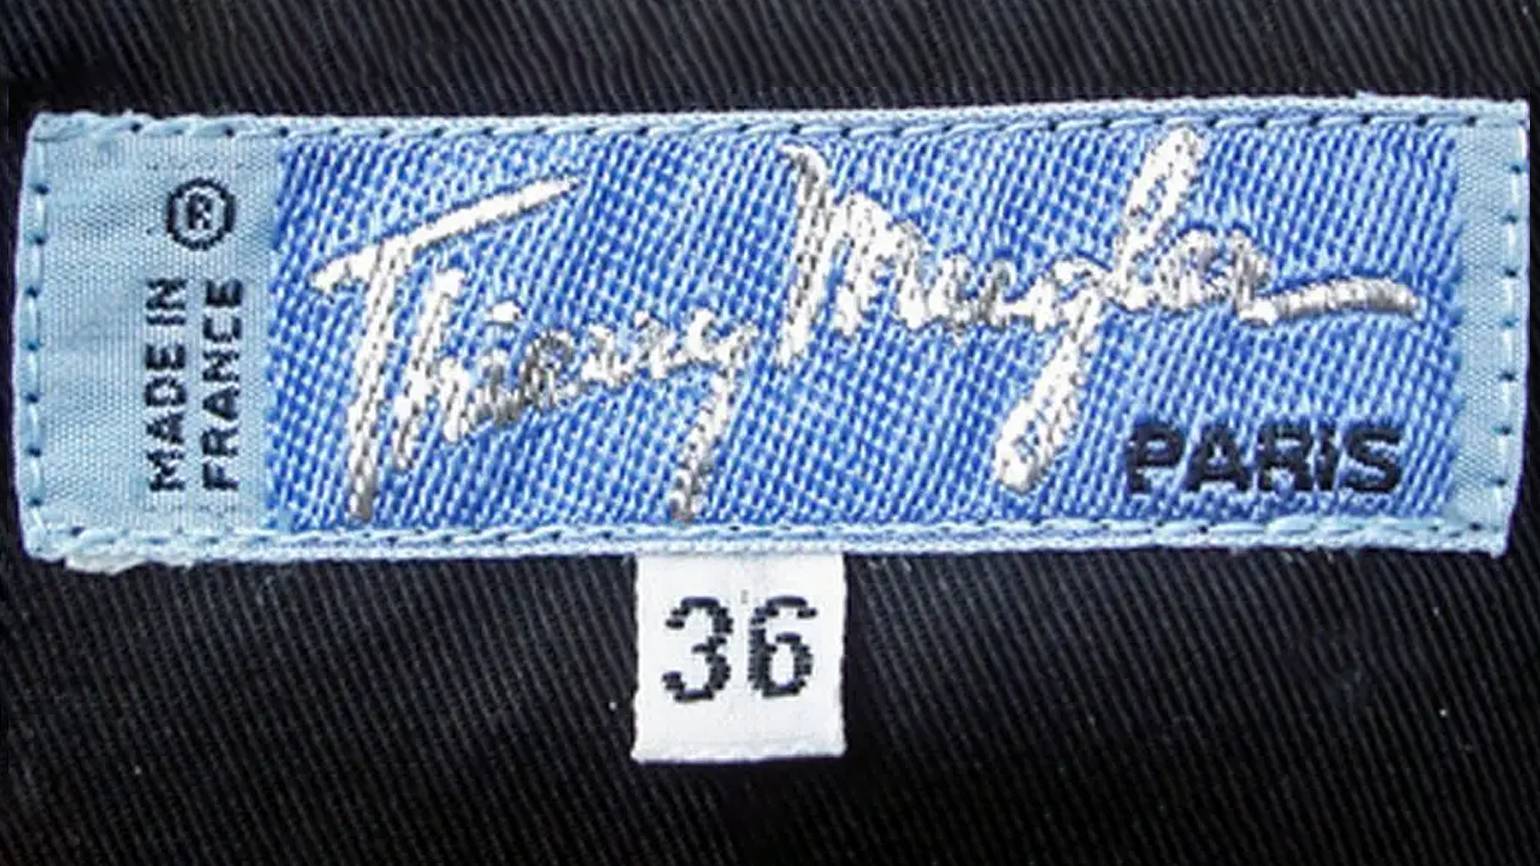 MADE IN
FRANCE
®
Thierry Mugler
PARIS
36